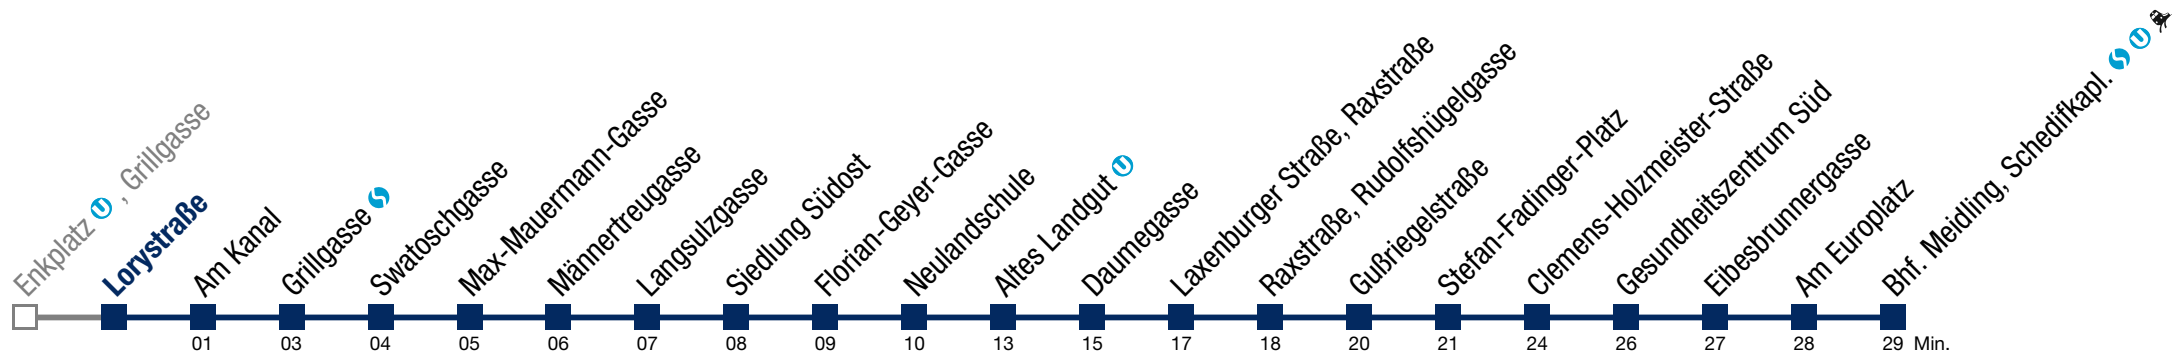 Enkplatz U , Grillgasse
Lorystraße
Am Kanal
Grillgasse S
Swatoschgasse
Max-Mauermann-Gasse
Männertreugasse
Langsulzgasse
Siedlung Südost
Florian-Geyer-Gasse
Neulandschule
Altes Landgut U
Daumegasse
Laxenburger Straße, Raxstraße
Raxstraße, Rudolfshügelgasse
Gußriegelstraße
Stefan-Fadinger-Platz
Clemens-Holzmeister-Straße
Gesundheitszentrum Süd
Eibesbrunnergasse
Am Europlatz
Bhf. Meidling, Schedifkapl. S U
01 03 04 05 06 07 08 09 10 13 15 17 18 20 21 24 26 27 28 29 Min.